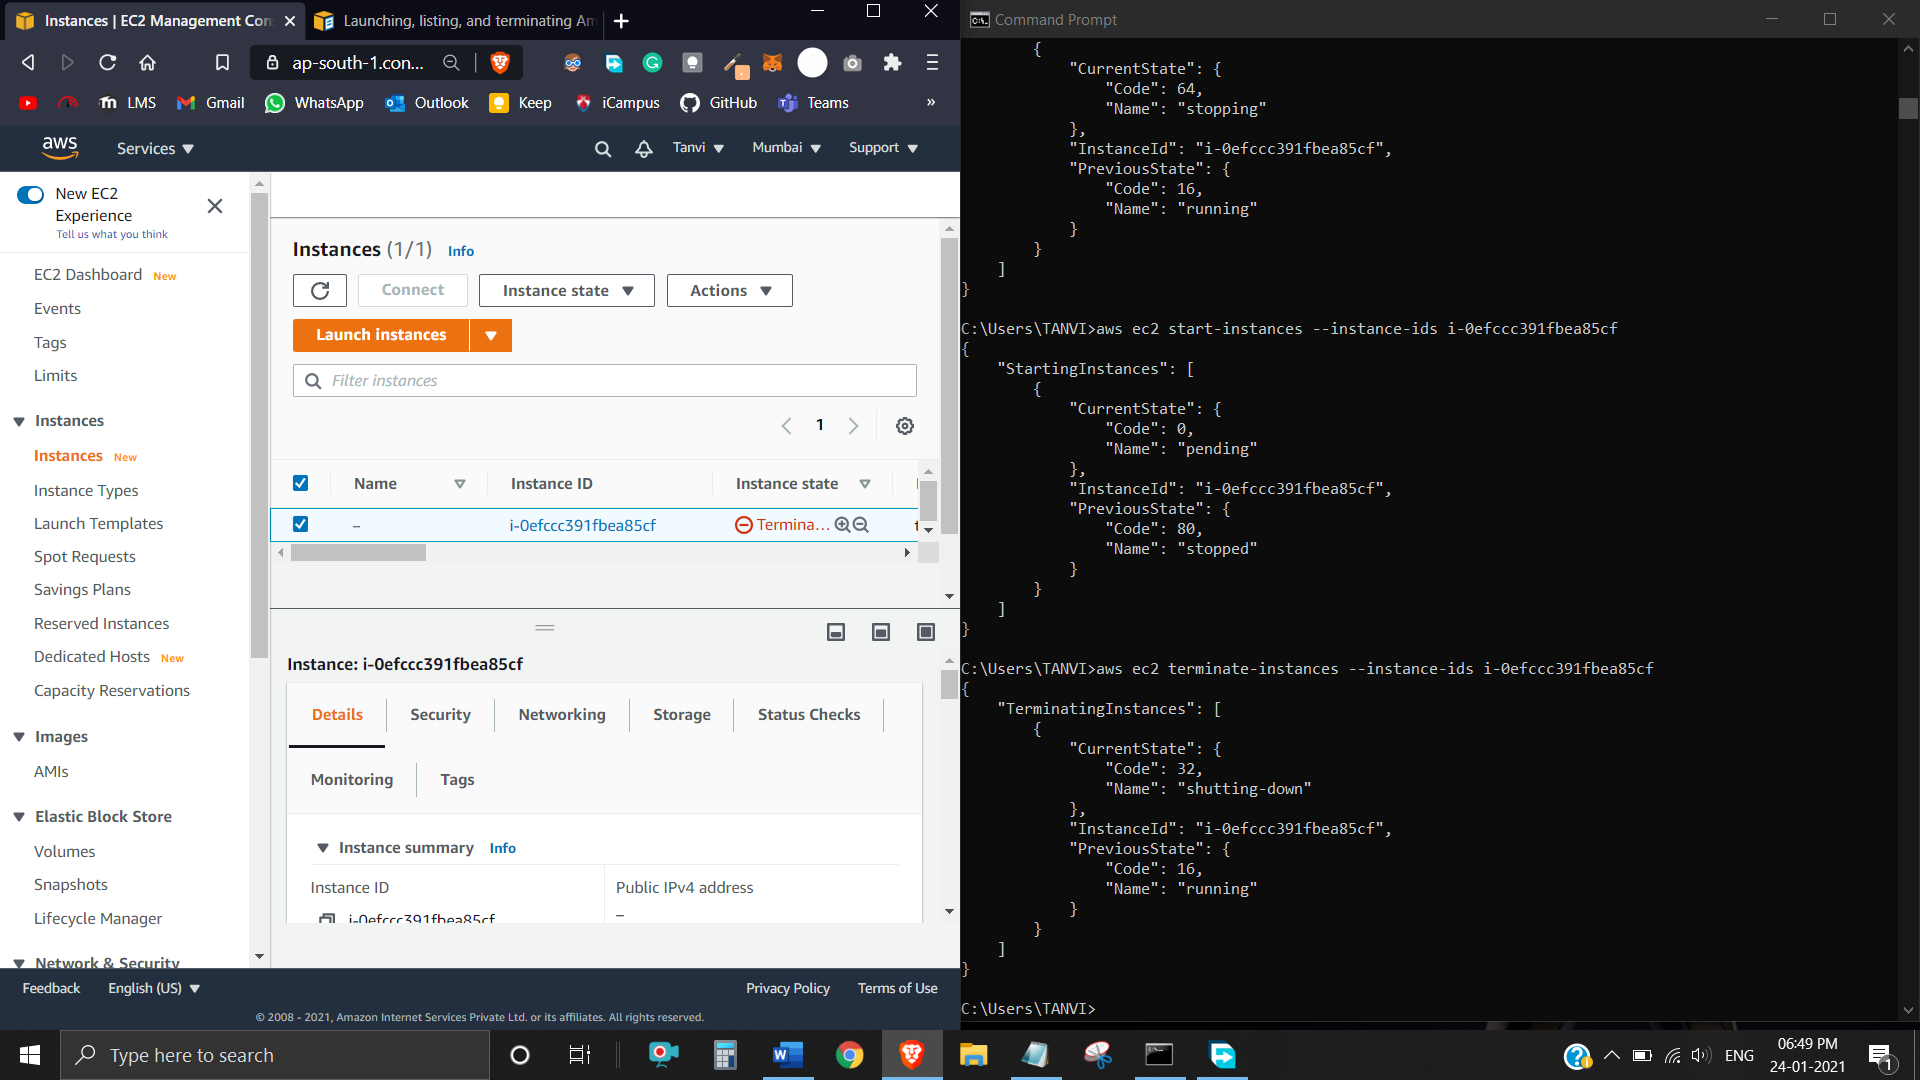 Instances | EC2 Management Con
Launching, listing, and terminating Am
ap-south-1.con...
LMS
Gmail
WhatsApp
Outlook
Keep
iCampus
GitHub
Teams
»
aws
Services
Tanvi
Mumbai
Support
New EC2
Experience
Tell us what you think
EC2 Dashboard New
Events
Tags
Limits
Instances
Instances New
Instance Types
Launch Templates
Spot Requests
Savings Plans
Reserved Instances
Dedicated Hosts New
Capacity Reservations
Images
AMIs
Elastic Block Store
Volumes
Snapshots
Lifecycle Manager
Network & Security
Instances (1/1) Info
Connect
Instance state
Actions
Launch instances
Filter instances
1
Name
Instance ID
Instance state
–
i-0efccc391fbea85cf
Termina...
Instance: i-0efccc391fbea85cf
Details
Security
Networking
Storage
Status Checks
Monitoring
Tags
Instance summary Info
Instance ID
Public IPv4 address
i-0efccc391fbea85cf
–
Feedback
English (US)
Privacy Policy
Terms of Use
© 2008 - 2021, Amazon Internet Services Private Ltd. or its affiliates. All rights reserved.
Command Prompt
{
"CurrentState": {
"Code": 64,
"Name": "stopping"
},
"InstanceId": "i-0efccc391fbea85cf",
"PreviousState": {
"Code": 16,
"Name": "running"
}
}
]
}
C:\Users\TANVI>aws ec2 start-instances --instance-ids i-0efccc391fbea85cf
{
"StartingInstances": [
{
"CurrentState": {
"Code": 0,
"Name": "pending"
},
"InstanceId": "i-0efccc391fbea85cf",
"PreviousState": {
"Code": 80,
"Name": "stopped"
}
}
]
}
C:\Users\TANVI>aws ec2 terminate-instances --instance-ids i-0efccc391fbea85cf
{
"TerminatingInstances": [
{
"CurrentState": {
"Code": 32,
"Name": "shutting-down"
},
"InstanceId": "i-0efccc391fbea85cf",
"PreviousState": {
"Code": 16,
"Name": "running"
}
}
]
}
C:\Users\TANVI>
Type here to search
ENG
06:49 PM
24-01-2021
1